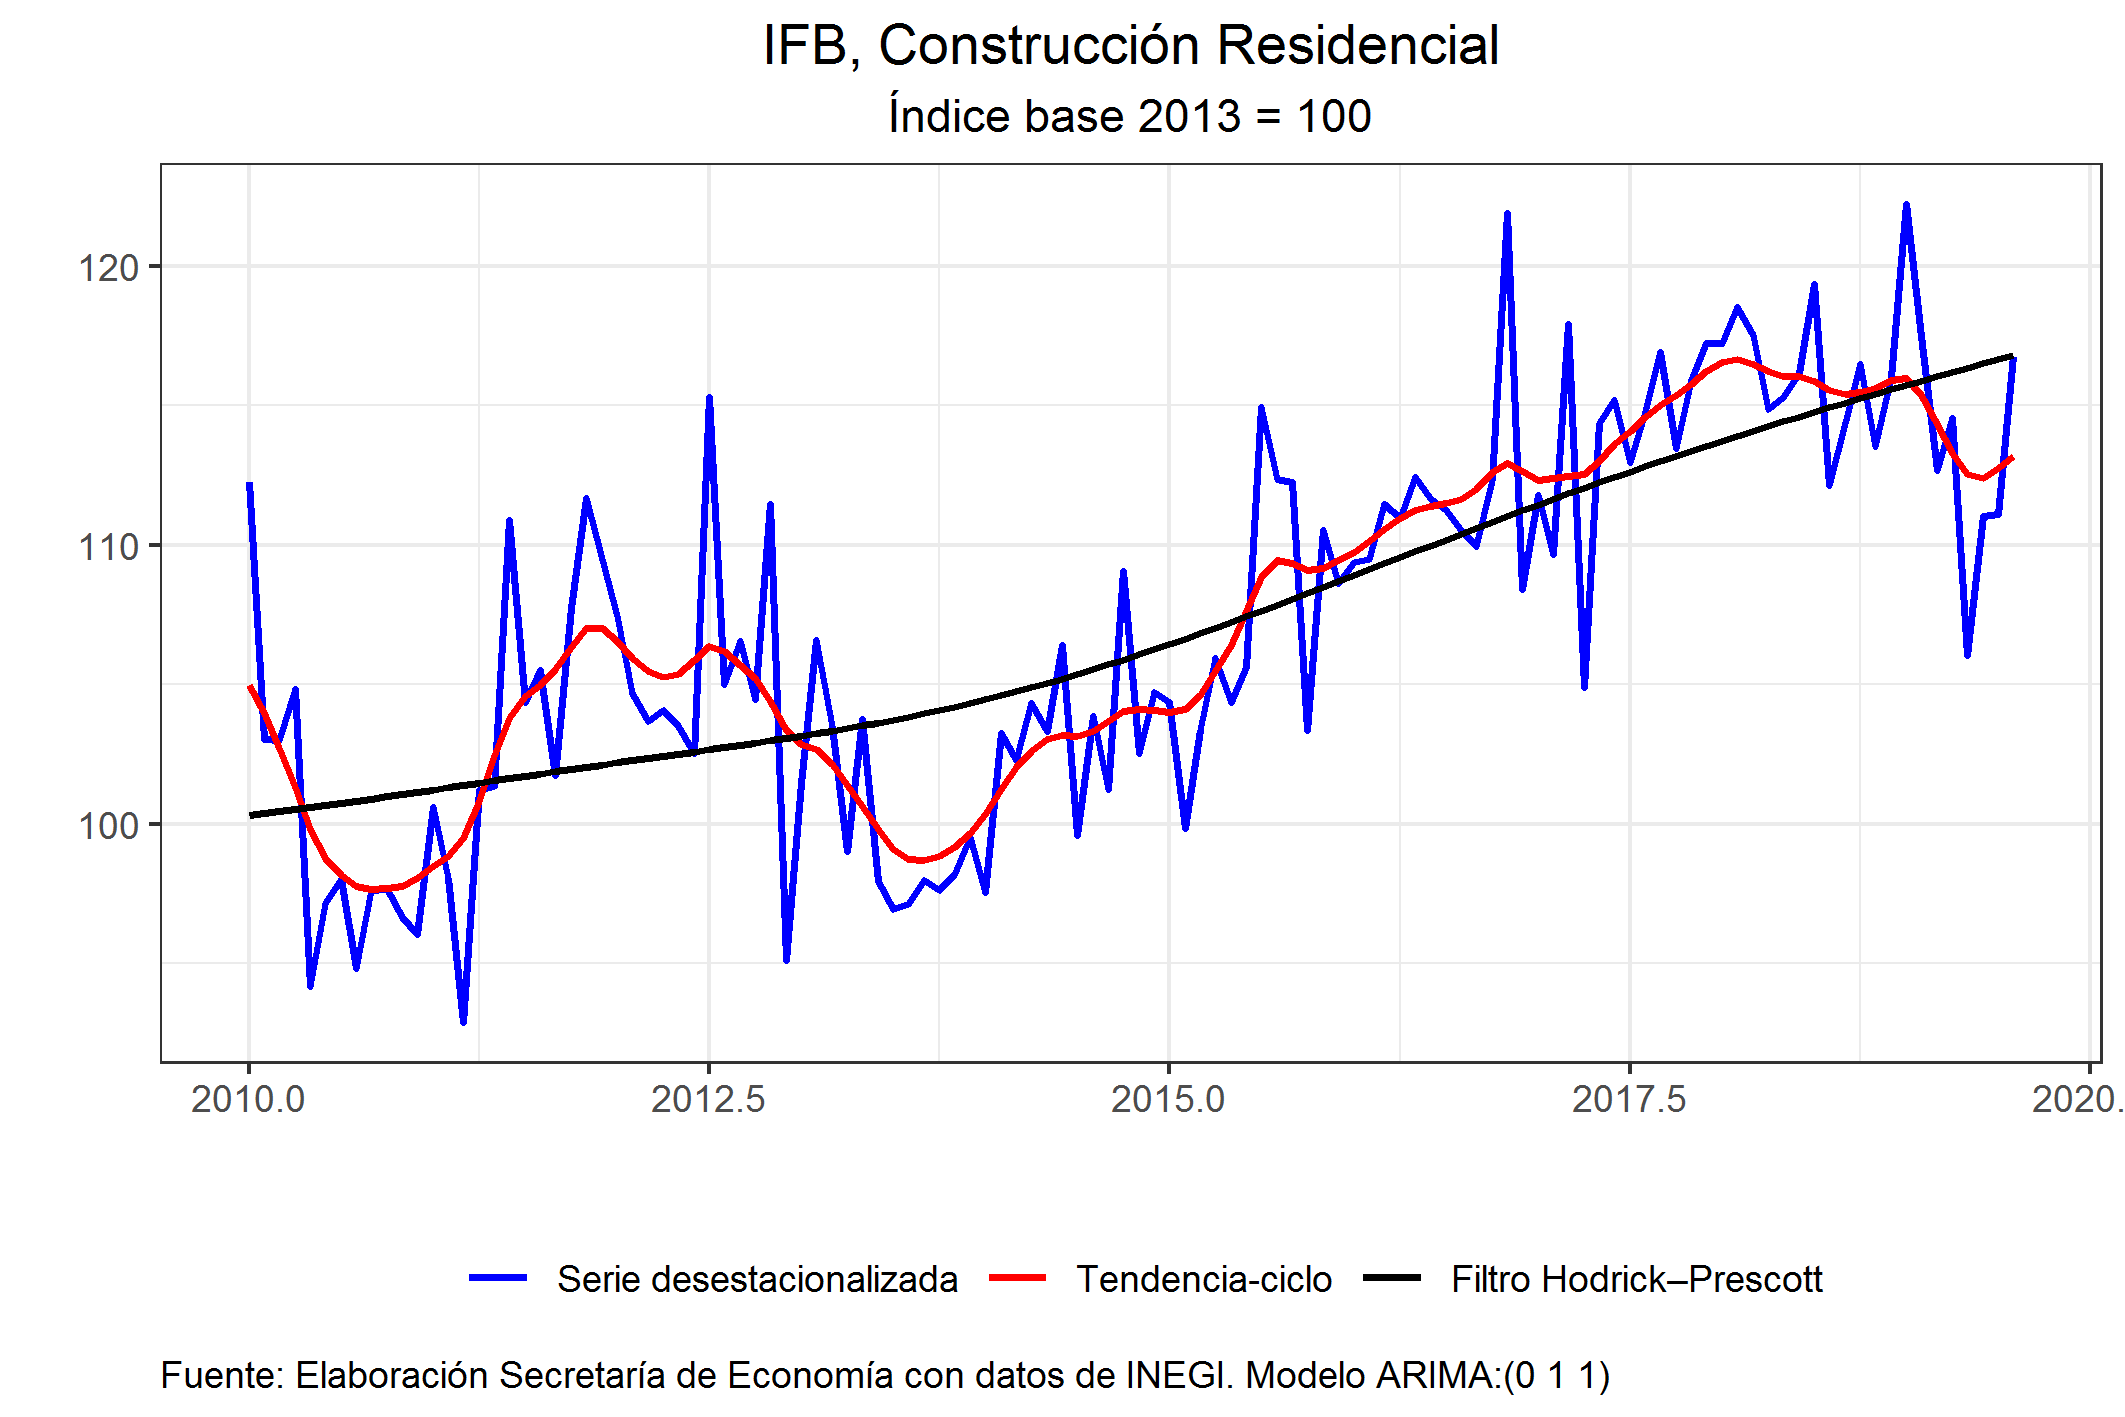 IFB, Construcción Residencial
Índice base 2013 = 100
120
110
100
2010.0 2012.5 2015.0 2017.5 2020.
Serie desestacionalizada Tendencia-ciclo Filtro Hodrick–Prescott
Fuente: Elaboración Secretaría de Economía con datos de INEGI. Modelo ARIMA:(0 1 1)